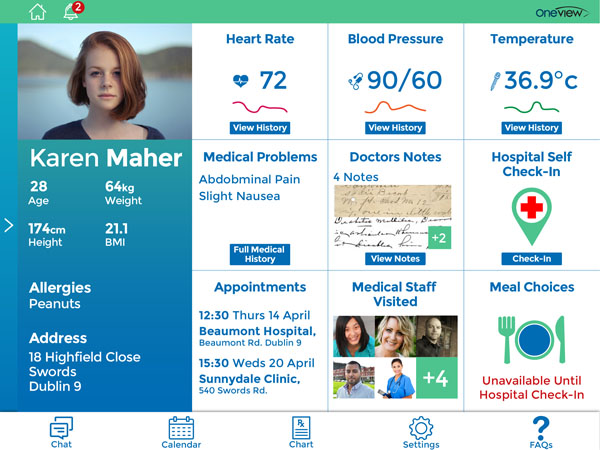 2
oneview
Karen Maher
28
Age
64kg
Weight
174cm
Height
21.1
BMI
Allergies
Peanuts
Address
18 Highfield Close
Swords
Dublin 9
Heart Rate
72
View History
Blood Pressure
90/60
View History
Temperature
36.9°c
View History
Medical Problems
Abdobminal Pain
Slight Nausea
Full Medical
History
Doctors Notes
4 Notes
+2
View Notes
Hospital Self
Check-In
Check-In
Appointments
12:30 Thurs 14 April
Beaumont Hospital,
Beaumont Rd. Dublin 9
15:30 Weds 20 April
Sunnydale Clinic,
540 Swords Rd.
Medical Staff
Visited
+4
Meal Choices
Unavailable Until
Hospital Check-In
Chat
Calendar
Rx
Chart
Settings
?
FAQs